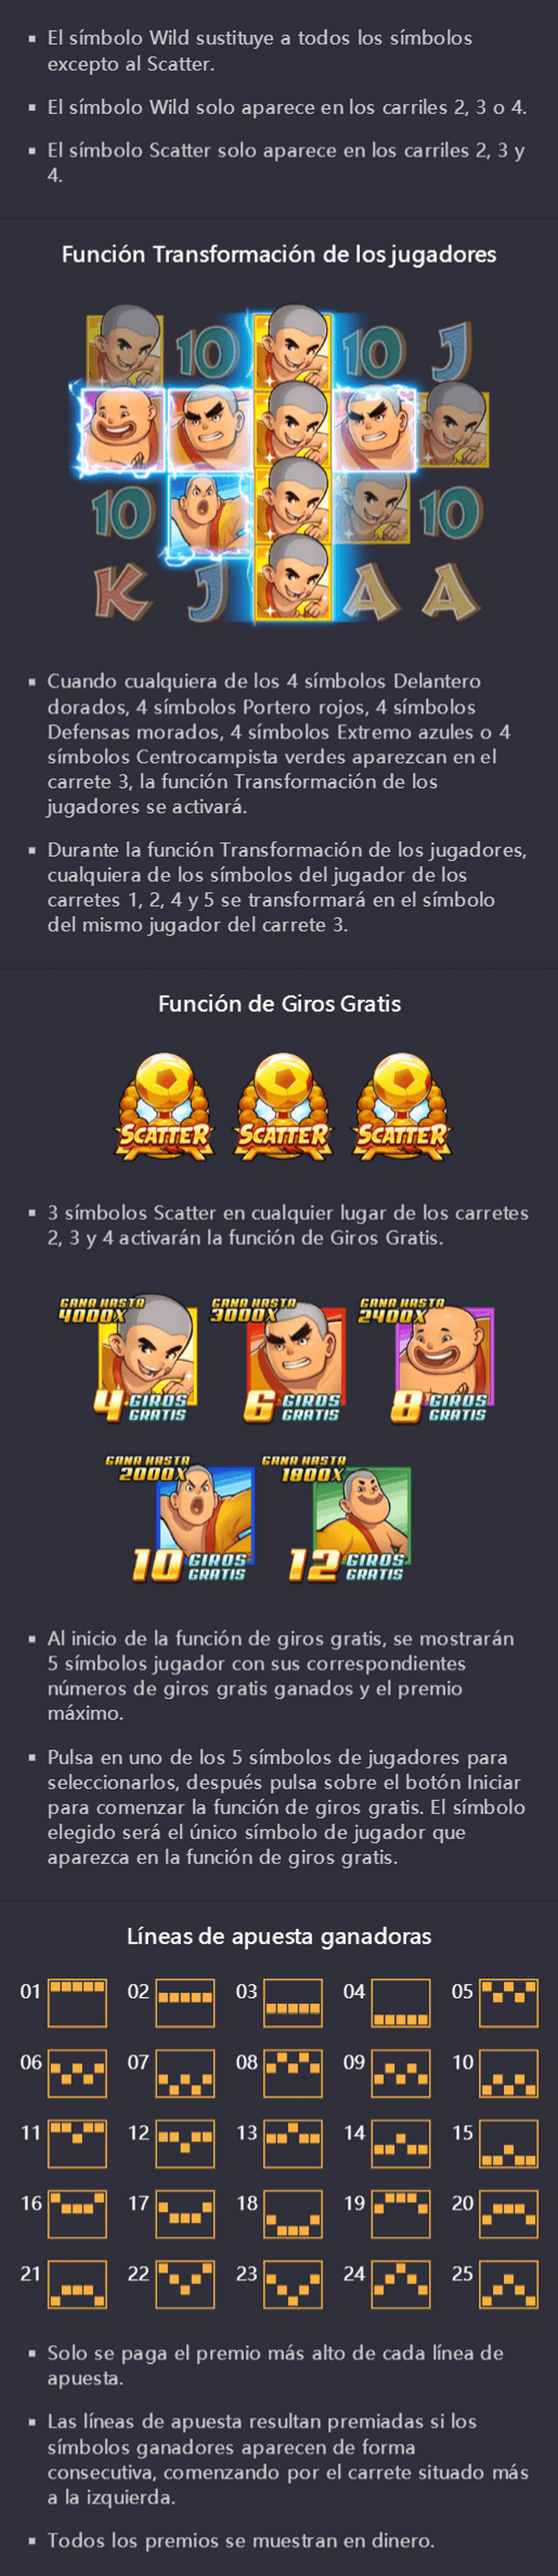 El símbolo Wild sustituye a todos los símbolos
excepto al Scatter.
El símbolo Wild solo aparece en los carriles 2, 3 o 4.
El símbolo Scatter solo aparece en los carriles 2, 3 y
4.
Función Transformación de los jugadores
10 10 J
10 10
K J A A
Cuando cualquiera de los 4 símbolos Delantero
dorados, 4 símbolos Portero rojos, 4 símbolos
Defensas morados, 4 símbolos Extremo azules o 4
símbolos Centrocampista verdes aparezcan en el
carrete 3, la función Transformación de los
jugadores se activará.
Durante la función Transformación de los jugadores,
cualquiera de los símbolos del jugador de los
carretes 1, 2, 4 y 5 se transformará en el símbolo
del mismo jugador del carrete 3.
Función de Giros Gratis
SCATTER SCATTER SCATTER
3 símbolos Scatter en cualquier lugar de los carretes
2, 3 y 4 activarán la función de Giros Gratis.
GANA HASTA GANA HASTA GANA HASTA
4000X 3000X 2400X
4 GIROS 6 GIROS 8 GIROS
GRATIS GRATIS GRATIS
GANA HASTA GANA HASTA
2000X 1800X
10 GIROS 12 GIROS
GRATIS GRATIS
Al inicio de la función de giros gratis, se mostrarán
5 símbolos jugador con sus correspondientes
números de giros gratis ganados y el premio
máximo.
Pulsa en uno de los 5 símbolos de jugadores para
seleccionarlos, después pulsa sobre el botón Iniciar
para comenzar la función de giros gratis. El símbolo
elegido será el único símbolo de jugador que
aparezca en la función de giros gratis.
Líneas de apuesta ganadoras
01 02 03 04 05
06 07 08 09 10
11 12 13 14 15
16 17 18 19 20
21 22 23 24 25
Solo se paga el premio más alto de cada línea de
apuesta.
Las líneas de apuesta resultan premiadas si los
símbolos ganadores aparecen de forma
consecutiva, comenzando por el carrete situado más
a la izquierda.
Todos los premios se muestran en dinero.